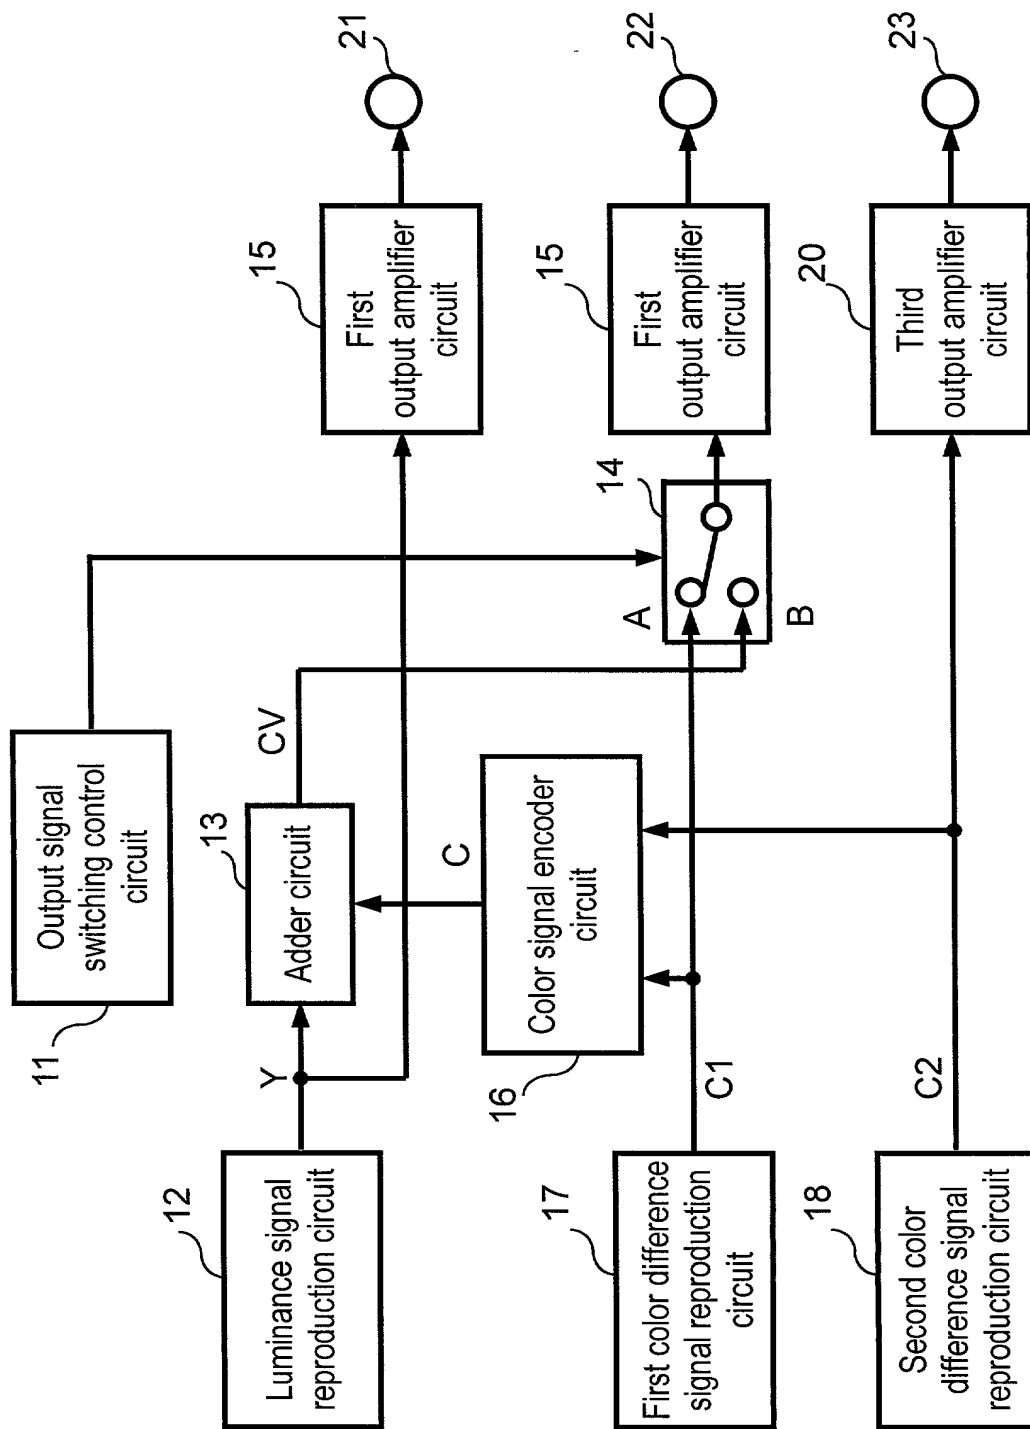 11
Output signal
switching control
circuit
12
Luminance signal
reproduction circuit
Y
13
Adder circuit
CV
15
First
output amplifier
circuit
21
C
16
Color signal encoder
circuit
14
A
B
15
First
output amplifier
circuit
22
17
First color difference
signal reproduction
circuit
C1
18
Second color
difference signal
reproduction circuit
C2
20
Third
output amplifier
circuit
23